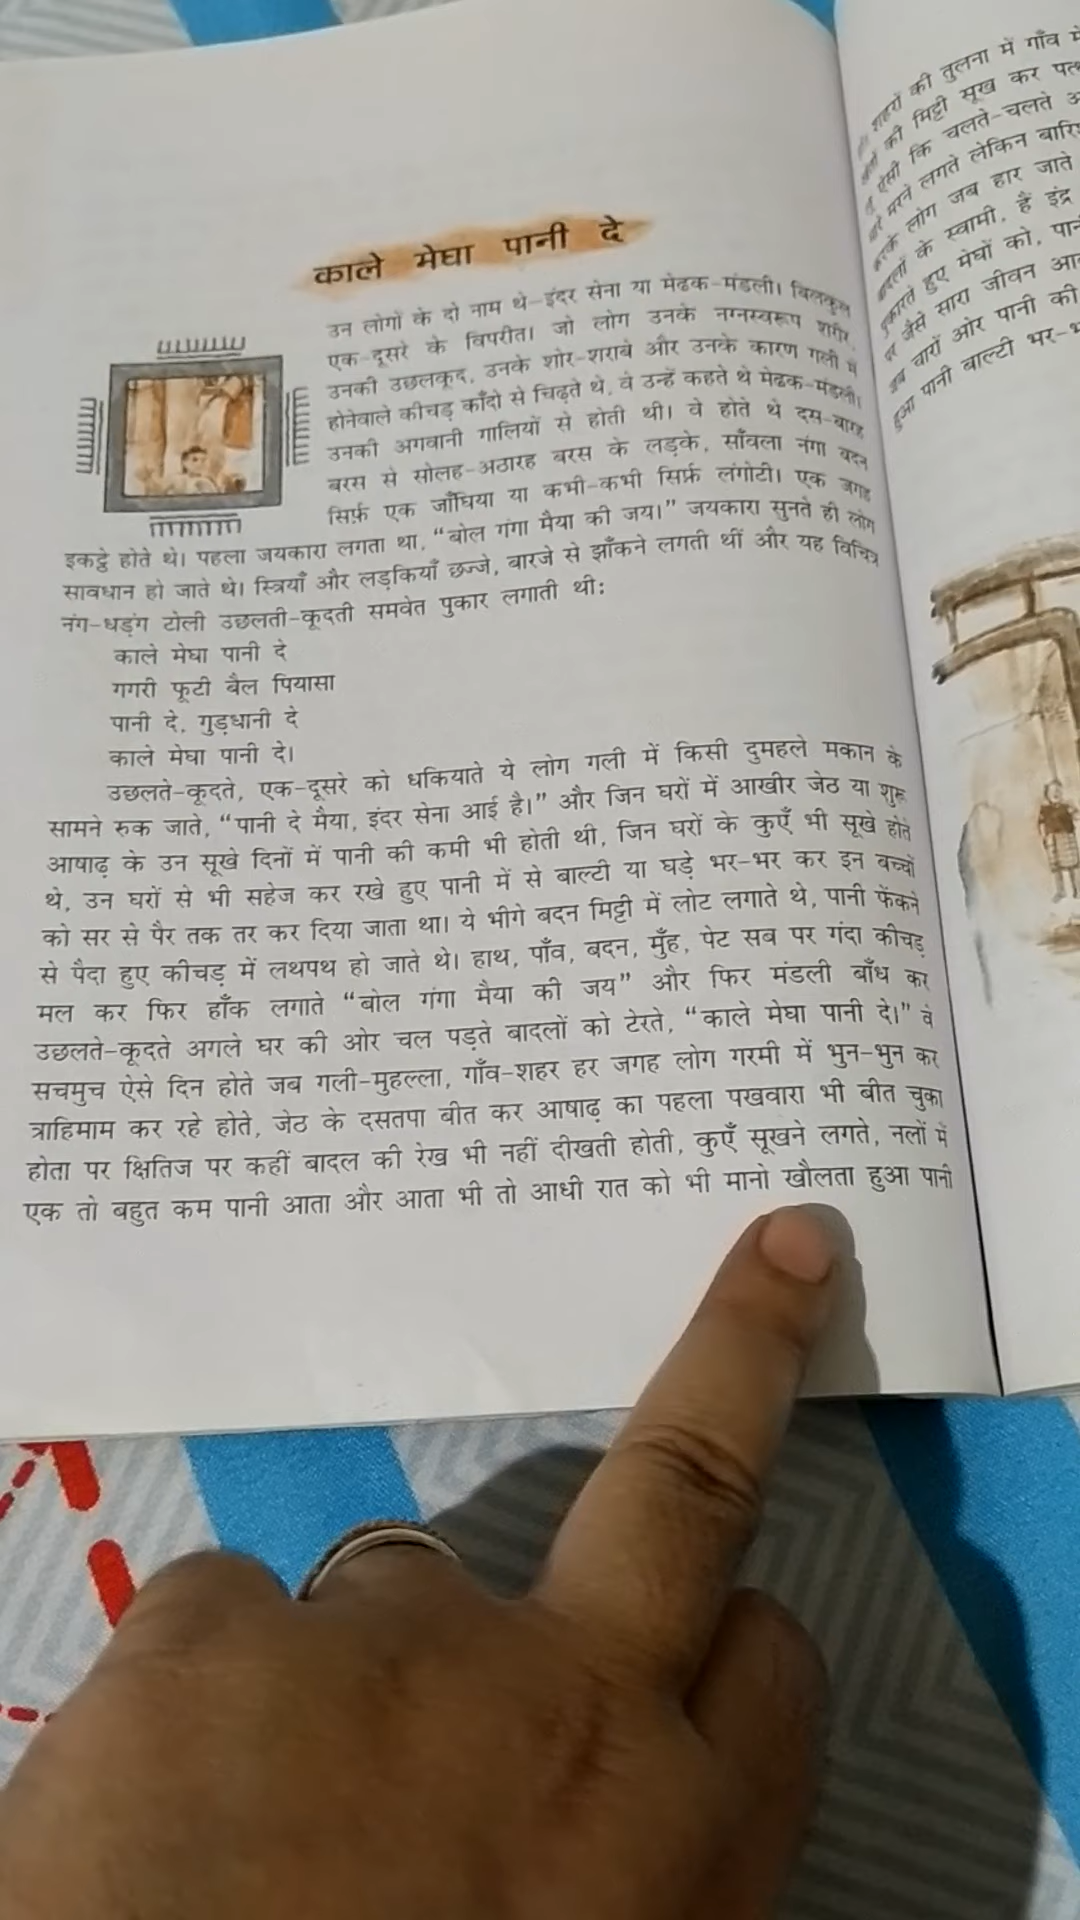 काले मेघा पानी दे
उन लोगों के दो नाम थे–इंदर सेना या मेढक-मंडली। बिलकुल
एक-दूसरे के विपरीत। जो लोग उनके नग्नस्वरूप शरीर,
उनकी उछलकूद, उनके शोर-शराबे और उनके कारण गली में
होनेवाले कीचड़ काँदो से चिढ़ते थे, वे उन्हें कहते थे मेढक-मंडली।
उनकी अगवानी गालियों से होती थी। वे होते थे दस-बारह
बरस से सोलह-अठारह बरस के लड़के, साँवला नंगा बदन
सिर्फ़ एक जाँघिया या कभी-कभी सिर्फ़ लंगोटी। एक जगह
इकट्ठे होते थे। पहला जयकारा लगता था, “बोल गंगा मैया की जय।” जयकारा सुनते ही लोग
सावधान हो जाते थे। स्त्रियाँ और लड़कियाँ छज्जे, बारजे से झाँकने लगती थीं और यह विचित्र
नंग-धड़ंग टोली उछलती-कूदती समवेत पुकार लगाती थी:
काले मेघा पानी दे
गगरी फूटी बैल पियासा
पानी दे, गुड़धानी दे
काले मेघा पानी दे।
उछलते-कूदते, एक-दूसरे को धकियाते ये लोग गली में किसी दुमहले मकान के
सामने रुक जाते, “पानी दे मैया, इंदर सेना आई है।” और जिन घरों में आखीर जेठ या शुरू
आषाढ़ के उन सूखे दिनों में पानी की कमी भी होती थी, जिन घरों के कुएँ भी सूखे होते
थे, उन घरों से भी सहेज कर रखे हुए पानी में से बाल्टी या घड़े भर-भर कर इन बच्चों
को सर से पैर तक तर कर दिया जाता था। ये भीगे बदन मिट्टी में लोट लगाते थे, पानी फेंकने
से पैदा हुए कीचड़ में लथपथ हो जाते थे। हाथ, पाँव, बदन, मुँह, पेट सब पर गंदा कीचड़
मल कर फिर हाँक लगाते “बोल गंगा मैया की जय” और फिर मंडली बाँध कर
उछलते-कूदते अगले घर की ओर चल पड़ते बादलों को टेरते, “काले मेघा पानी दे।” वे
सचमुच ऐसे दिन होते जब गली-मुहल्ला, गाँव-शहर हर जगह लोग गरमी में भुन-भुन कर
त्राहिमाम कर रहे होते, जेठ के दसतपा बीत कर आषाढ़ का पहला पखवारा भी बीत चुका
होता पर क्षितिज पर कहीं बादल की रेख भी नहीं दीखती होती, कुएँ सूखने लगते, नलों में
एक तो बहुत कम पानी आता और आता भी तो आधी रात को भी मानो खौलता हुआ पानी
शहरों की तुलना में गाँव में
की मिट्टी सूख कर
ऐसी कि चलते-चलते
मरने लगते लेकिन
करके लोग जब हार जाते
बादलों के स्वामी, हैं इंद्र
पुकारते हुए मेघों को, पानी
जैसे सारा जीवन
चारों ओर पानी की
हुआ पानी बाल्टी